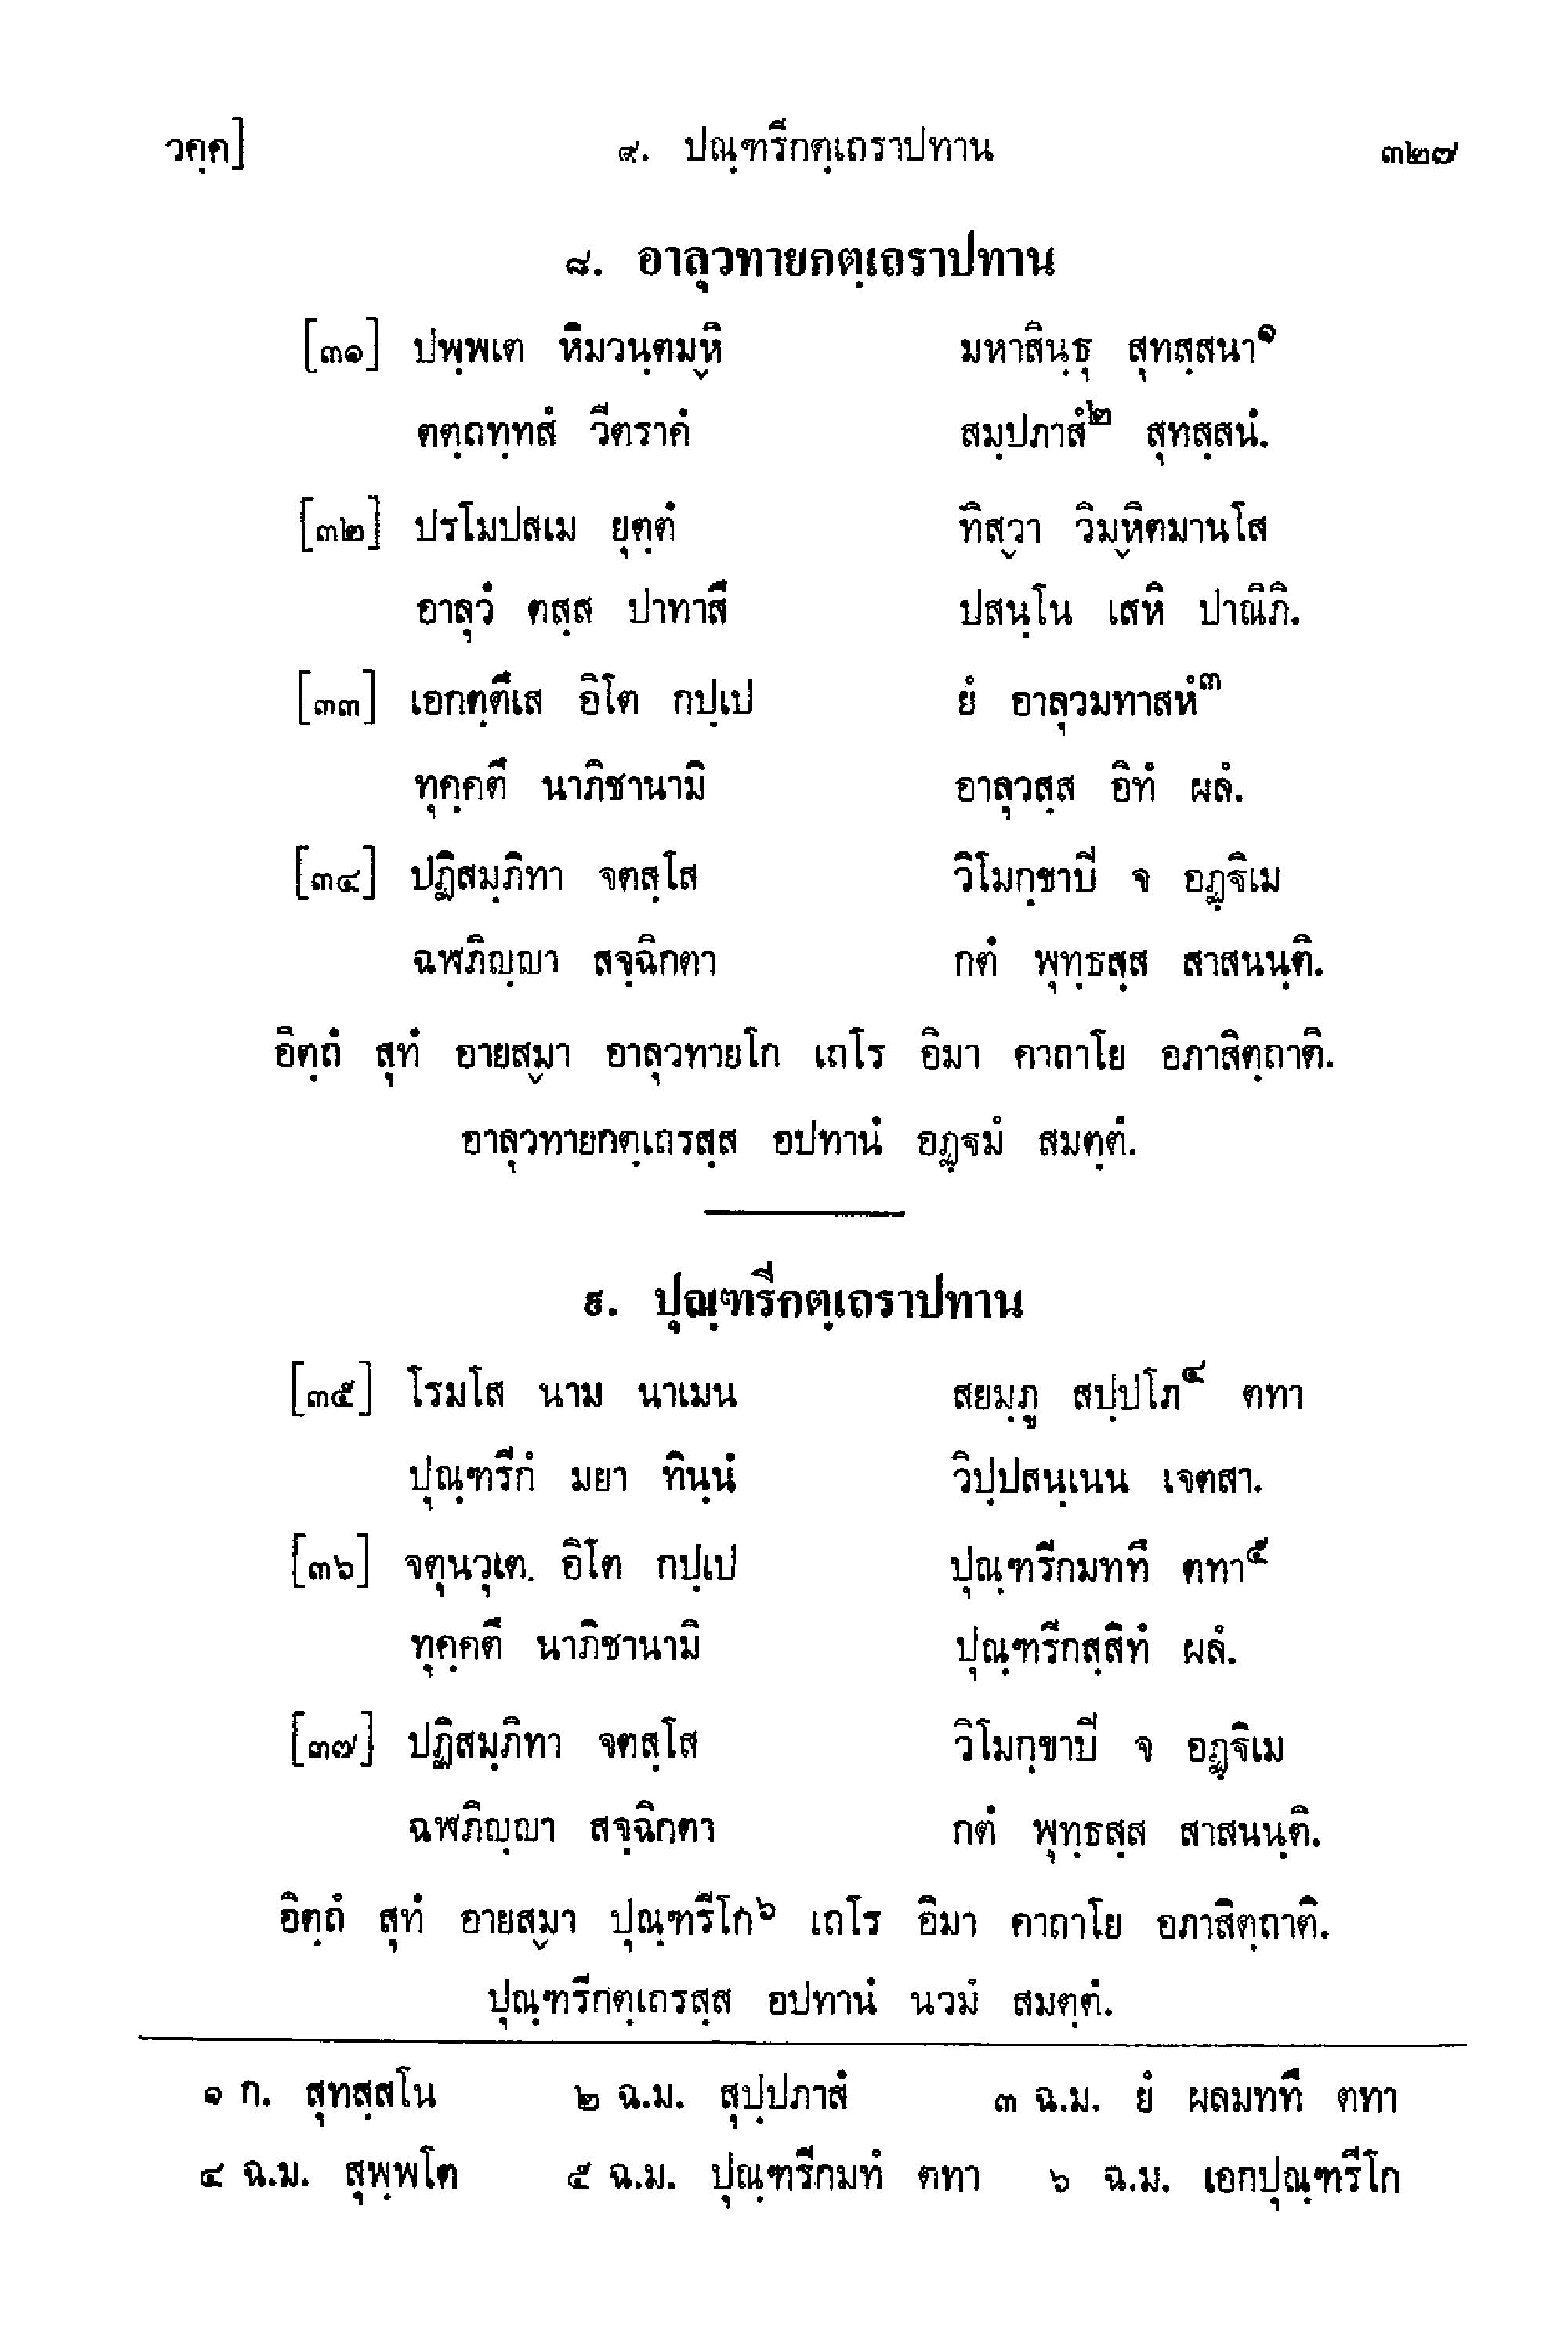 วคฺค] ๙. ปณฺฑรีกตฺเถราปทาน ๓๒๗
๘. อาลุวทายกตฺเถราปทาน
[๓๑] ปพฺพเต หิมวนฺตมฺหิ มหาสินฺธุ สุทสฺสนา๑
ตตฺถทฺทสํ วีตราคํ สมฺปภาสํ๒ สุทสฺสนํ.
[๓๒] ปรโมปสเม ยุตฺตํ ทิสฺวา วิมฺหิตมานโส
อาลุวํ ตสฺส ปาทาสึ ปสนฺโน เสหิ ปาณิภิ.
[๓๓] เอกตฺตึเส อิโต กปฺเป ยํ อาลุวมทาสหํ๓
ทุคฺคตึ นาภิชานามิ อาลุวสฺส อิทํ ผลํ.
[๓๔] ปฏิสมฺภิทา จตสฺโส วิโมกฺขาปี จ อฏฺฐิเม
ฉฬภิญฺญา สจฺฉิกตา กตํ พุทฺธสฺส สาสนนฺติ.
อิตฺถํ สุทํ อายสฺมา อาลุวทายโก เถโร อิมา คาถาโย อภาสิตฺถาติ.
อาลุวทายกตฺเถรสฺส อปทานํ อฏฺฐมํ สมตฺตํ.
๙. ปุณฺฑรีกตฺเถราปทาน
[๓๕] โรมโส นาม นาเมน สยมฺภู สปฺปโภ๔ ตทา
ปุณฺฑรีกํ มยา ทินฺนํ วิปฺปสนฺเนน เจตสา.
[๓๖] จตุนวุเต. อิโต กปฺเป ปุณฺฑรีกมททึ ตทา๕
ทุคฺคตึ นาภิชานามิ ปุณฺฑรีกสฺสิทํ ผลํ.
[๓๗] ปฏิสมฺภิทา จตสฺโส วิโมกฺขาปี จ อฏฺฐิเม
ฉฬภิญฺญา สจฺฉิกตา กตํ พุทฺธสฺส สาสนนฺติ.
อิตฺถํ สุทํ อายสฺมา ปุณฺฑรีโก๖ เถโร อิมา คาถาโย อภาสิตฺถาติ.
ปุณฺฑรีกตฺเถรสฺส อปทานํ นวมํ สมตฺตํ.
๑ ก. สุทสฺสโน ๒ ฉ.ม. สุปฺปภาสํ ๓ ฉ.ม. ยํ ผลมททึ ตทา
๔ ฉ.ม. สุพฺพโต ๕ ฉ.ม. ปุณฺฑรีกมทํ ตทา ๖ ฉ.ม. เอกปุณฺฑรีโก